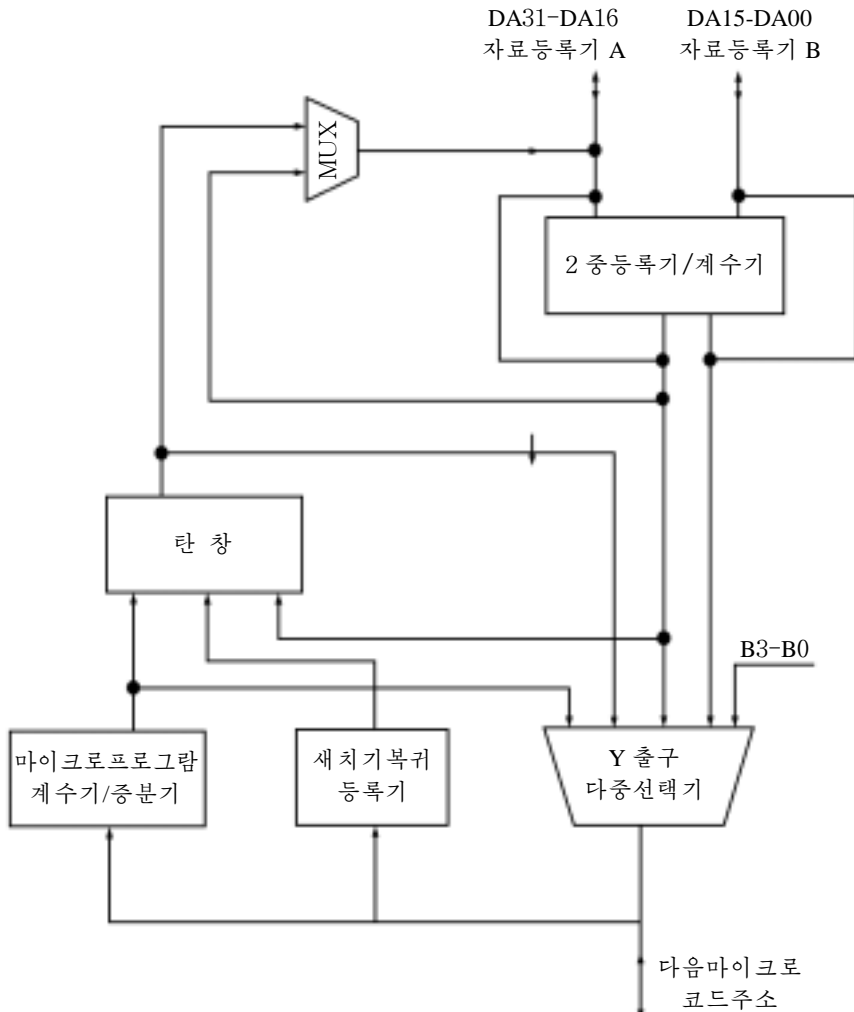 DA31-DA16
자료등록기 A
DA15-DA00
자료등록기 B
MUX
2 중등록기/계수기
탄 창
B3-B0
마이크로프로그람
계수기/증분기
새치기복귀
등록기
Y 출구
다중선택기
다음마이크로
코드주소